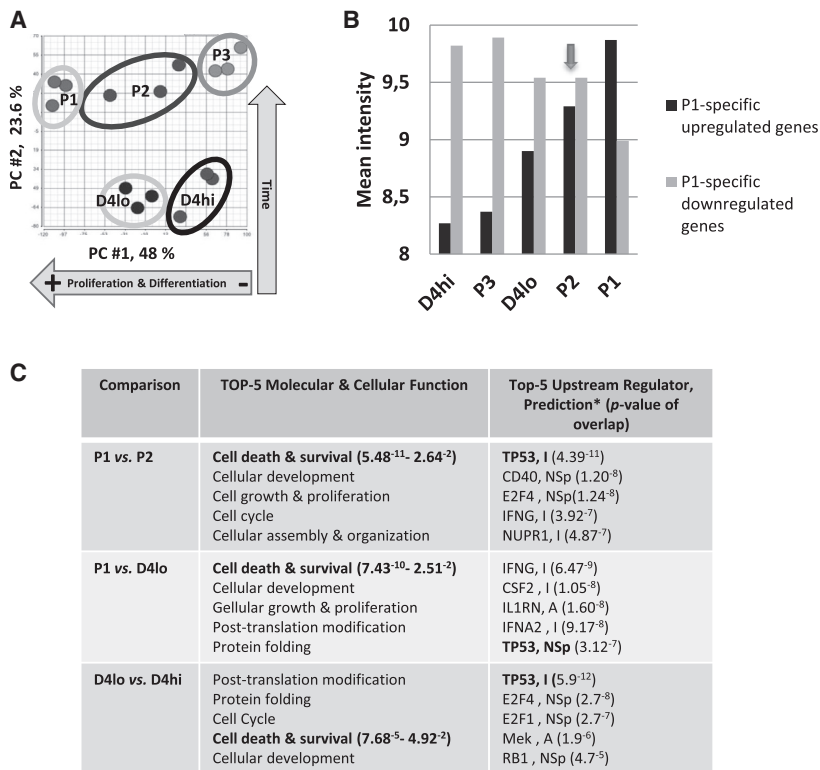 A
P3
P1
P2
D4lo
D4hi
PC #2, 23.6 %
PC #1, 48 %
Time
+ Proliferation & Differentiation -
B
Mean intensity
10
9,5
9
8,5
8
D4hi
P3
D4lo
P2
P1
P1-specific
upregulated genes
P1-specific
downregulated
genes
C
Comparison
TOP-5 Molecular & Cellular Function
Top-5 Upstream Regulator,
Prediction* (p-value of
overlap)
P1 vs. P2
Cell death & survival (5.48⁻¹¹- 2.64⁻²)
Cellular development
Cell growth & proliferation
Cell cycle
Cellular assembly & organization
TP53, I (4.39⁻¹¹)
CD40, NSp (1.20⁻⁸)
E2F4 , NSp(1.24⁻⁸)
IFNG, I (3.92⁻⁷)
NUPR1, I (4.87⁻⁷)
P1 vs. D4lo
Cell death & survival (7.43⁻¹⁰- 2.51⁻²)
Cellular development
Gellular growth & proliferation
Post-translation modification
Protein folding
IFNG, I (6.47⁻⁹)
CSF2 , I (1.05⁻⁸)
IL1RN, A (1.60⁻⁸)
IFNA2 , I (9.17⁻⁸)
TP53, NSp (3.12⁻⁷)
D4lo vs. D4hi
Post-translation modification
Protein folding
Cell Cycle
Cell death & survival (7.68⁻⁵- 4.92⁻²)
Cellular development
TP53, I (5.9⁻¹²)
E2F4 , NSp (2.7⁻⁸)
E2F1 , NSp (2.7⁻⁷)
Mek , A (1.9⁻⁶)
RB1 , NSp (4.7⁻⁵)